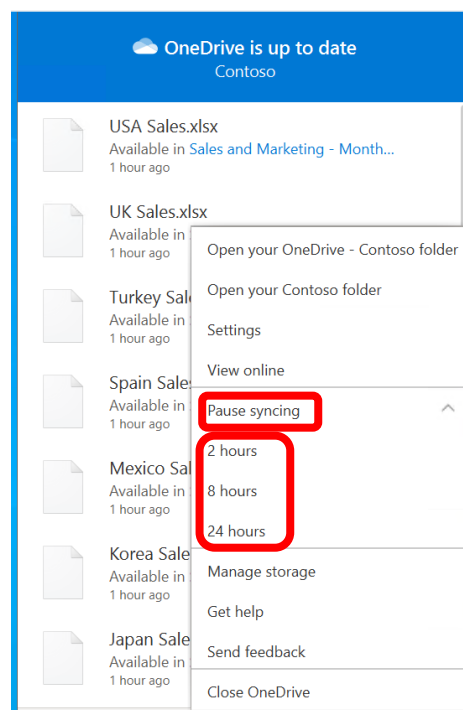 OneDrive is up to date
Contoso
USA Sales.xlsx
Available in Sales and Marketing - Month...
1 hour ago
UK Sales.xlsx
Available in
1 hour ago
Turkey Sal
Available in
1 hour ago
Spain Sale
Available in
1 hour ago
Mexico Sal
Available in
1 hour ago
Korea Sale
Available in
1 hour ago
Japan Sale
Available in
1 hour ago
Open your OneDrive - Contoso folder
Open your Contoso folder
Settings
View online
Pause syncing
2 hours
8 hours
24 hours
Manage storage
Get help
Send feedback
Close OneDrive